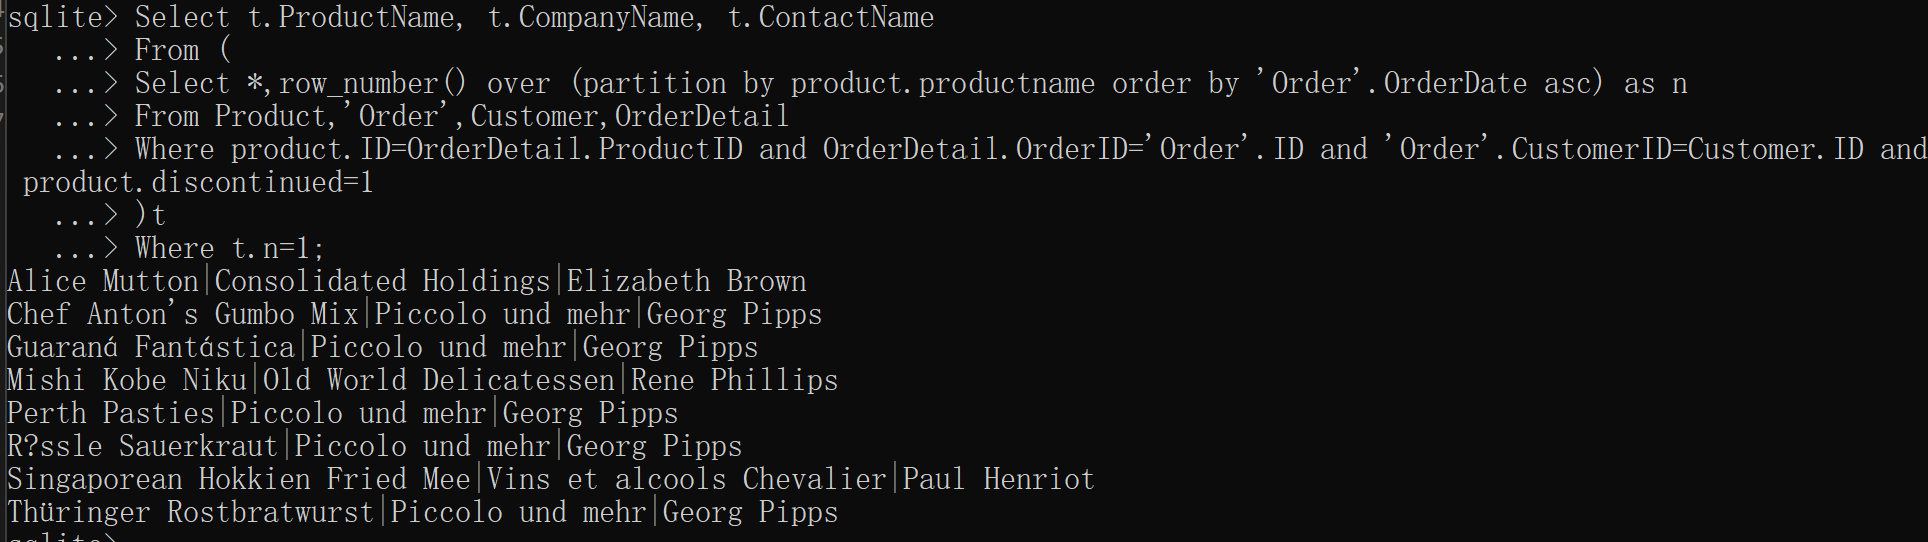 sqlite> Select t.ProductName, t.CompanyName, t.ContactName
...> From (
...> Select *,row_number() over (partition by product.productname order by 'Order'.OrderDate asc) as n
...> From Product,'Order',Customer,OrderDetail
...> Where product.ID=OrderDetail.ProductID and OrderDetail.OrderID='Order'.ID and 'Order'.CustomerID=Customer.ID and
product.discontinued=1
...> )t
...> Where t.n=1;
Alice Mutton|Consolidated Holdings|Elizabeth Brown
Chef Anton's Gumbo Mix|Piccolo und mehr|Georg Pipps
Guaraná Fantástica|Piccolo und mehr|Georg Pipps
Mishi Kobe Niku|Old World Delicatessen|Rene Phillips
Perth Pasties|Piccolo und mehr|Georg Pipps
R?ssle Sauerkraut|Piccolo und mehr|Georg Pipps
Singaporean Hokkien Fried Mee|Vins et alcools Chevalier|Paul Henriot
Thüringer Rostbratwurst|Piccolo und mehr|Georg Pipps
sqlite>